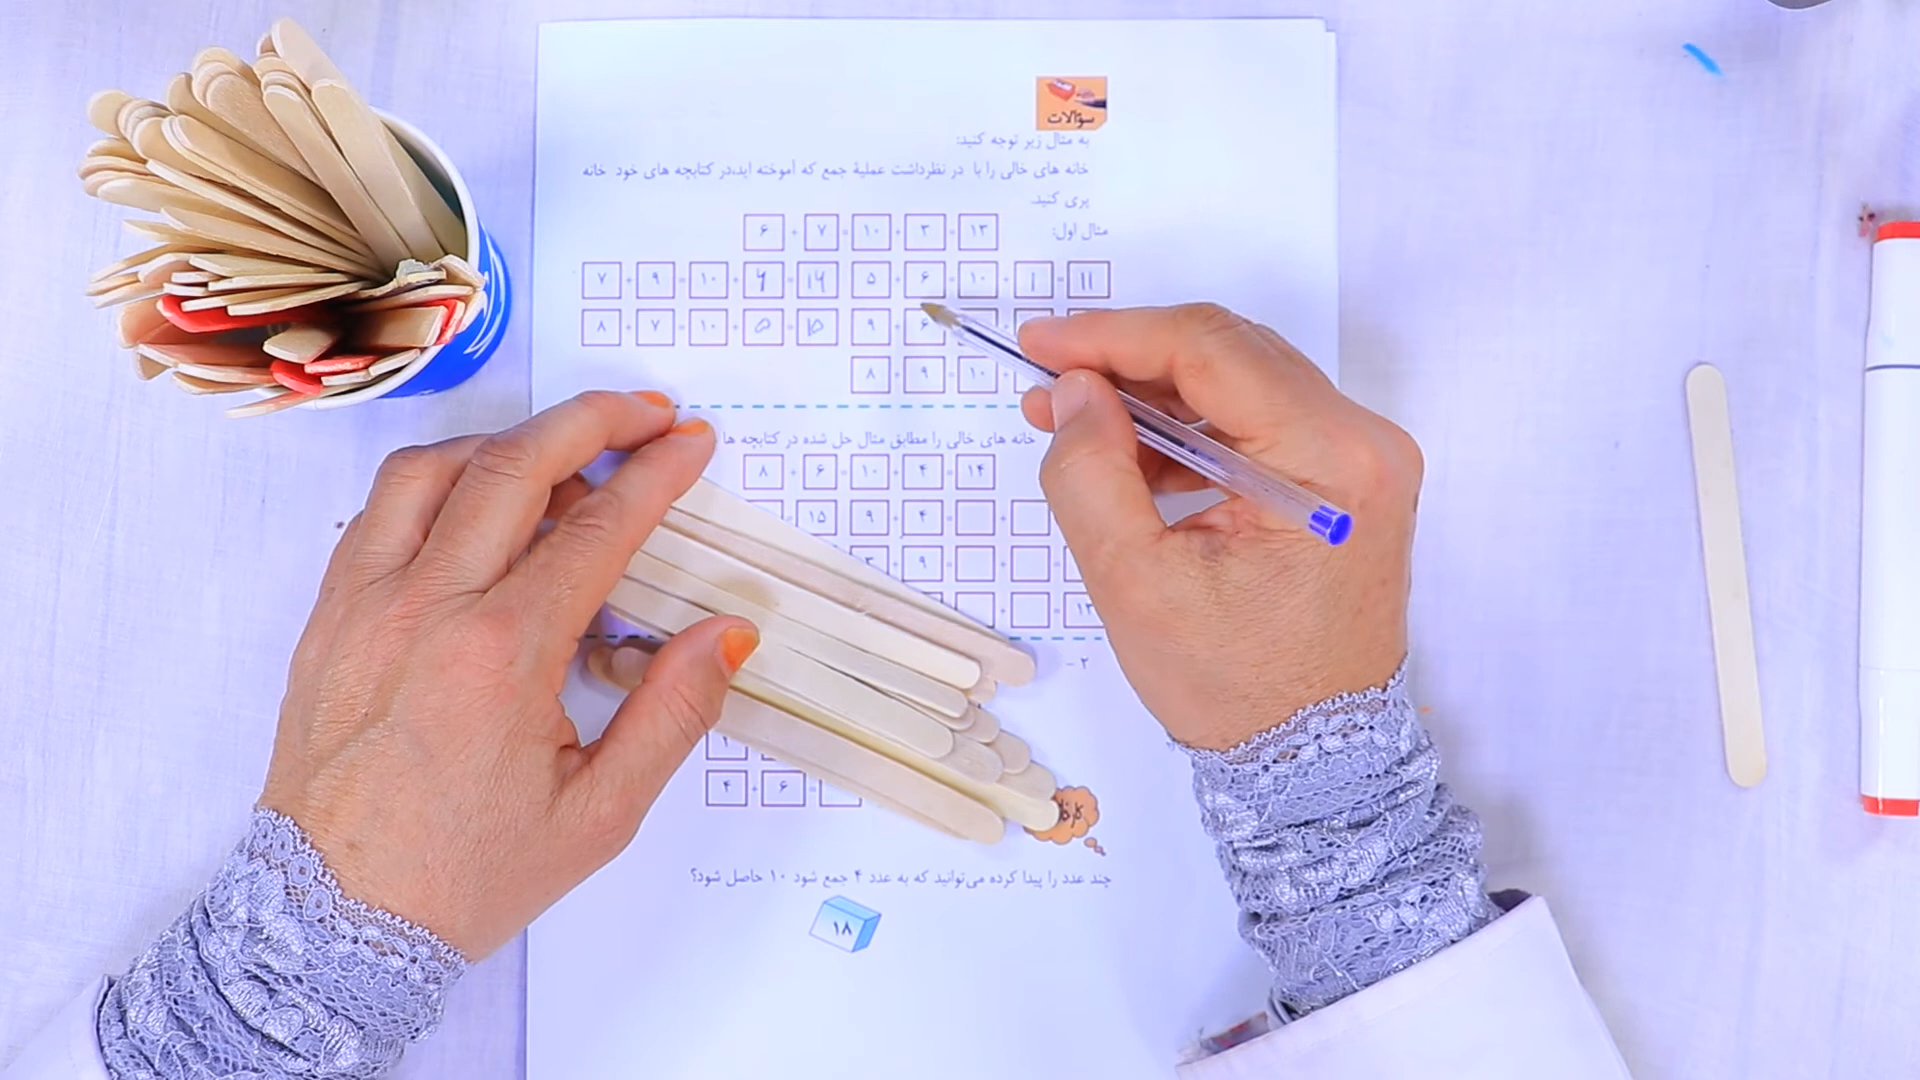 سؤالات
به مثال زیر توجه کنید:
خانه های خالی را با در نظرداشت عملیهٔ جمع که آموخته اید،در کتابچه های خود خانه
پری کنید.
مثال اول:
۶ + ۷ = ۱۰ + ۳ = ۱۳
۷ + ۹ = ۱۰ + ۶ = ۱۶ ۵ + ۶ = ۱۰ + ۱ = ۱۱
۸ + ۷ = ۱۰ + ۵ = ۱۵ ۹ + ۶
۸ + ۹ = ۱۰ +
خانه های خالی را مطابق مثال حل شده در کتابچه ها
۸ + ۶ = ۱۰ + ۴ = ۱۴
= ۱۵ ۹ + ۴ = +
۹ = +
+ = ۱۳
۲ -
۴ + ۶ =
چند عدد را پیدا کرده می‌توانید که به عدد ۴ جمع شود ۱۰ حاصل شود؟
۱۸